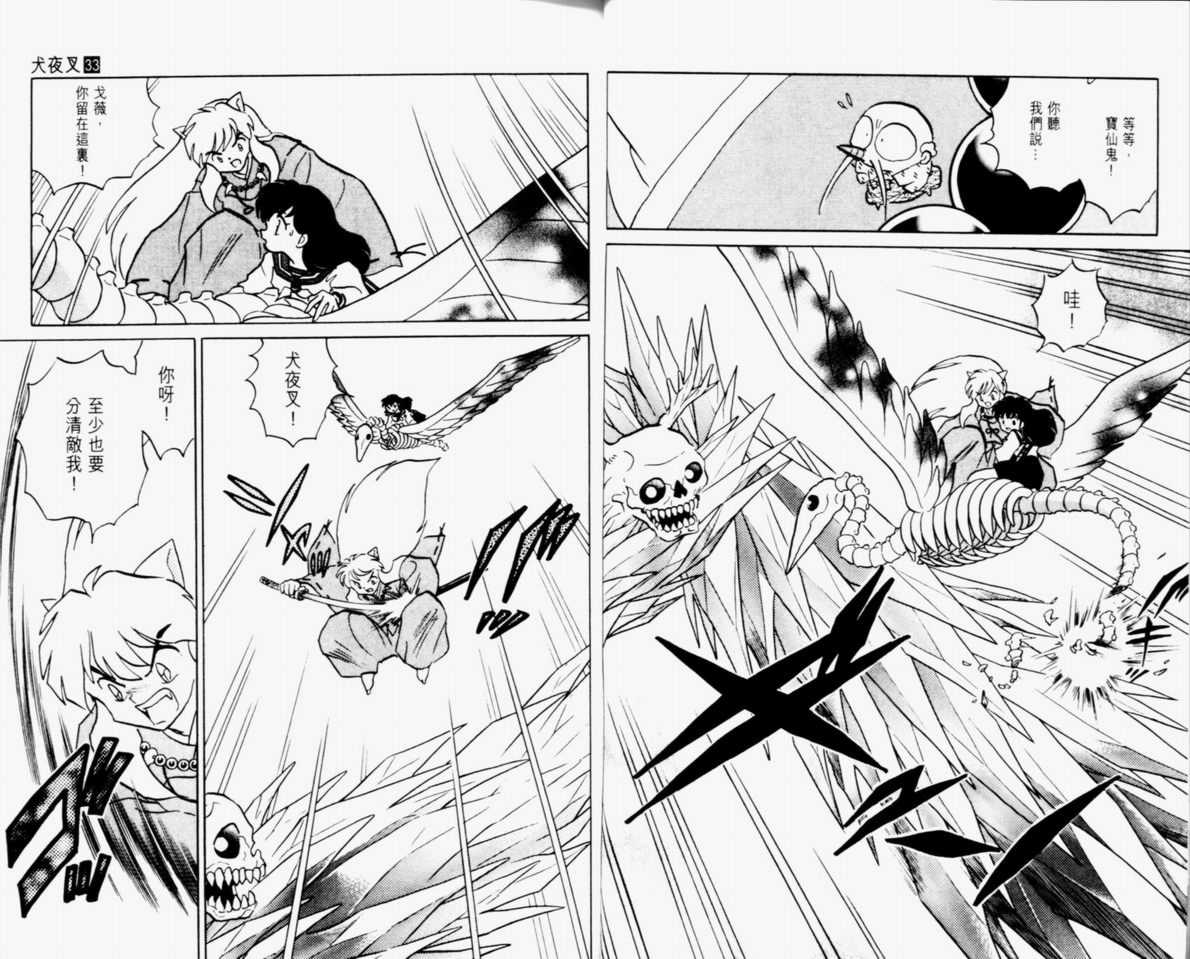 犬夜叉33
等等，
寶仙鬼！
你聽
我們說…
哇！
戈薇，
你留在這裏！
犬夜叉！
你呀！
至少也要
分清敵我！